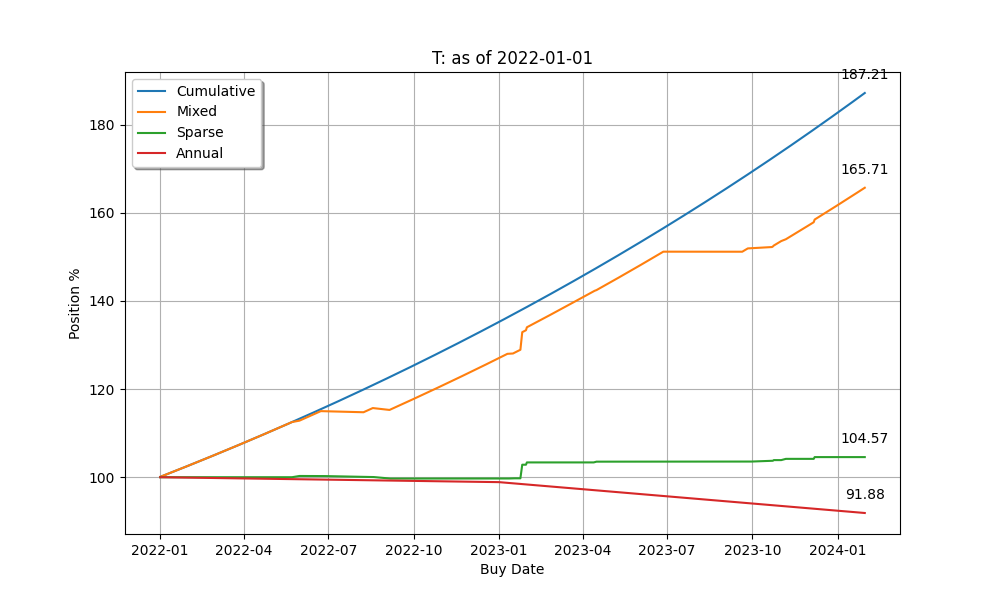 T: as of 2022-01-01
187.21
Cumulative
Mixed
Sparse
Annual
165.71
104.57
91.88
180
160
140
120
100
Position %
2022-01
2022-04
2022-07
2022-10
2023-01
2023-04
2023-07
2023-10
2024-01
Buy Date